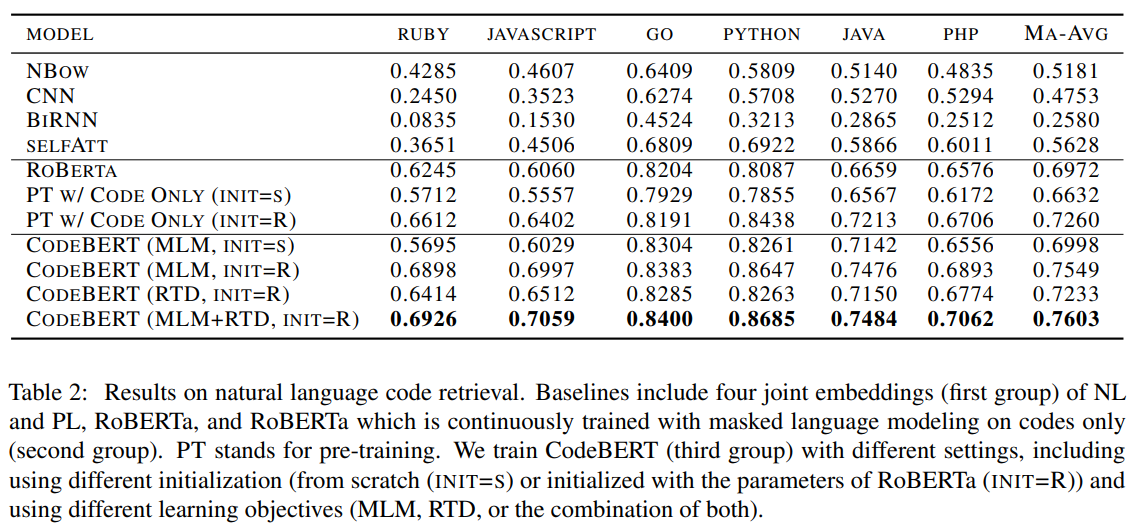 MODEL RUBY JAVASCRIPT GO PYTHON JAVA PHP MA-AVG
NBOW 0.4285 0.4607 0.6409 0.5809 0.5140 0.4835 0.5181
CNN 0.2450 0.3523 0.6274 0.5708 0.5270 0.5294 0.4753
BIRNN 0.0835 0.1530 0.4524 0.3213 0.2865 0.2512 0.2580
SELFATT 0.3651 0.4506 0.6809 0.6922 0.5866 0.6011 0.5628
ROBERTA 0.6245 0.6060 0.8204 0.8087 0.6659 0.6576 0.6972
PT W/ CODE ONLY (INIT=S) 0.5712 0.5557 0.7929 0.7855 0.6567 0.6172 0.6632
PT W/ CODE ONLY (INIT=R) 0.6612 0.6402 0.8191 0.8438 0.7213 0.6706 0.7260
CODEBERT (MLM, INIT=S) 0.5695 0.6029 0.8304 0.8261 0.7142 0.6556 0.6998
CODEBERT (MLM, INIT=R) 0.6898 0.6997 0.8383 0.8647 0.7476 0.6893 0.7549
CODEBERT (RTD, INIT=R) 0.6414 0.6512 0.8285 0.8263 0.7150 0.6774 0.7233
CODEBERT (MLM+RTD, INIT=R) 0.6926 0.7059 0.8400 0.8685 0.7484 0.7062 0.7603
Table 2: Results on natural language code retrieval. Baselines include four joint embeddings (first group) of NL
and PL, RoBERTa, and RoBERTa which is continuously trained with masked language modeling on codes only
(second group). PT stands for pre-training. We train CodeBERT (third group) with different settings, including
using different initialization (from scratch (INIT=S) or initialized with the parameters of RoBERTa (INIT=R)) and
using different learning objectives (MLM, RTD, or the combination of both).